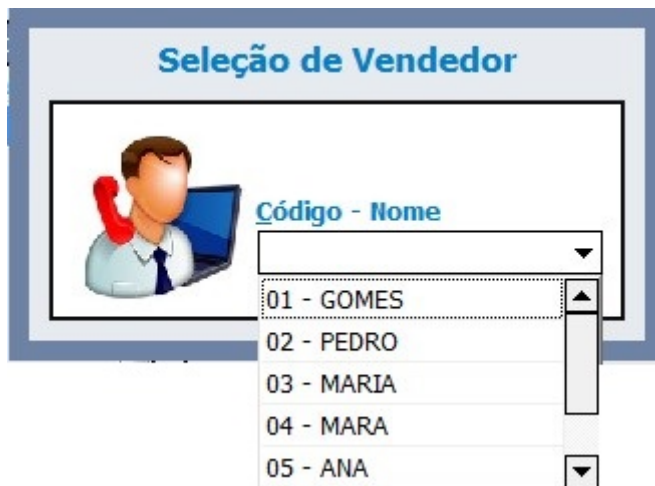 Seleção de Vendedor
Código - Nome
01 - GOMES
02 - PEDRO
03 - MARIA
04 - MARA
05 - ANA